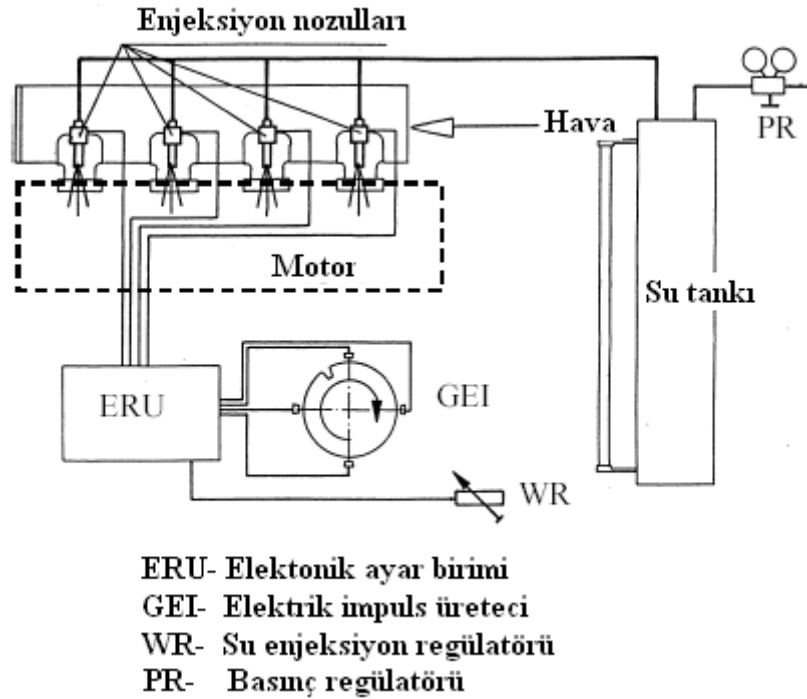 Enjeksiyon nozulları
Hava
PR
Motor
Su tankı
ERU
GEI
WR
ERU- Elektonik ayar birimi
GEI- Elektrik impuls üreteci
WR- Su enjeksiyon regülatörü
PR- Basınç regülatörü